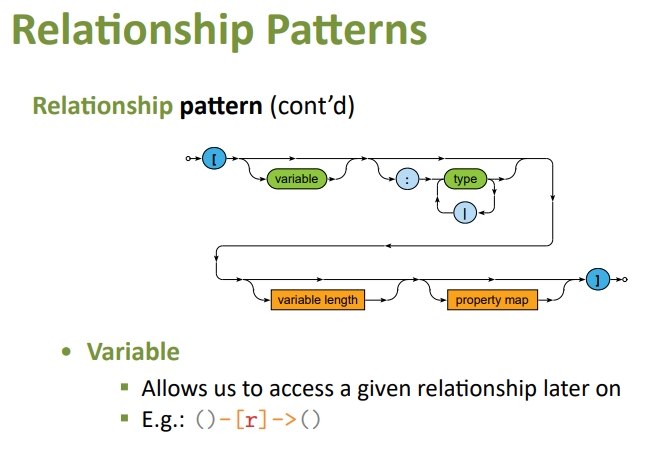 Relationship Patterns
Relationship pattern (cont’d)
[ variable : type
|
variable length property map ]
• Variable
▪ Allows us to access a given relationship later on
▪ E.g.: ()-[r]->()